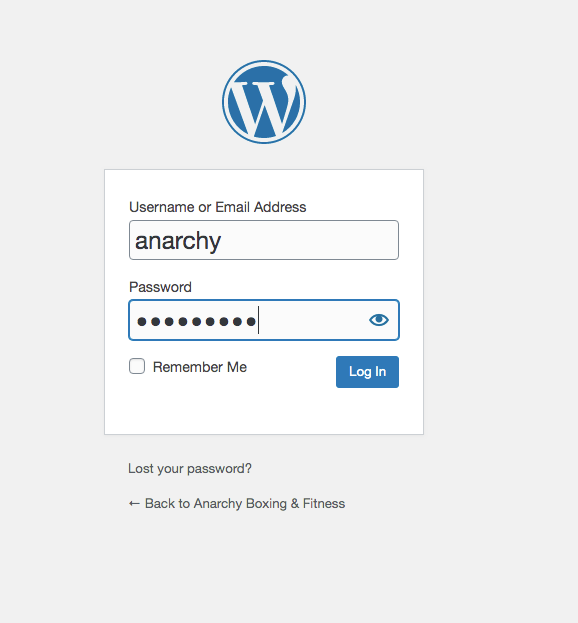 Username or Email Address
anarchy
Password
●●●●●●●●●
Remember Me
Log In
Lost your password?
← Back to Anarchy Boxing & Fitness